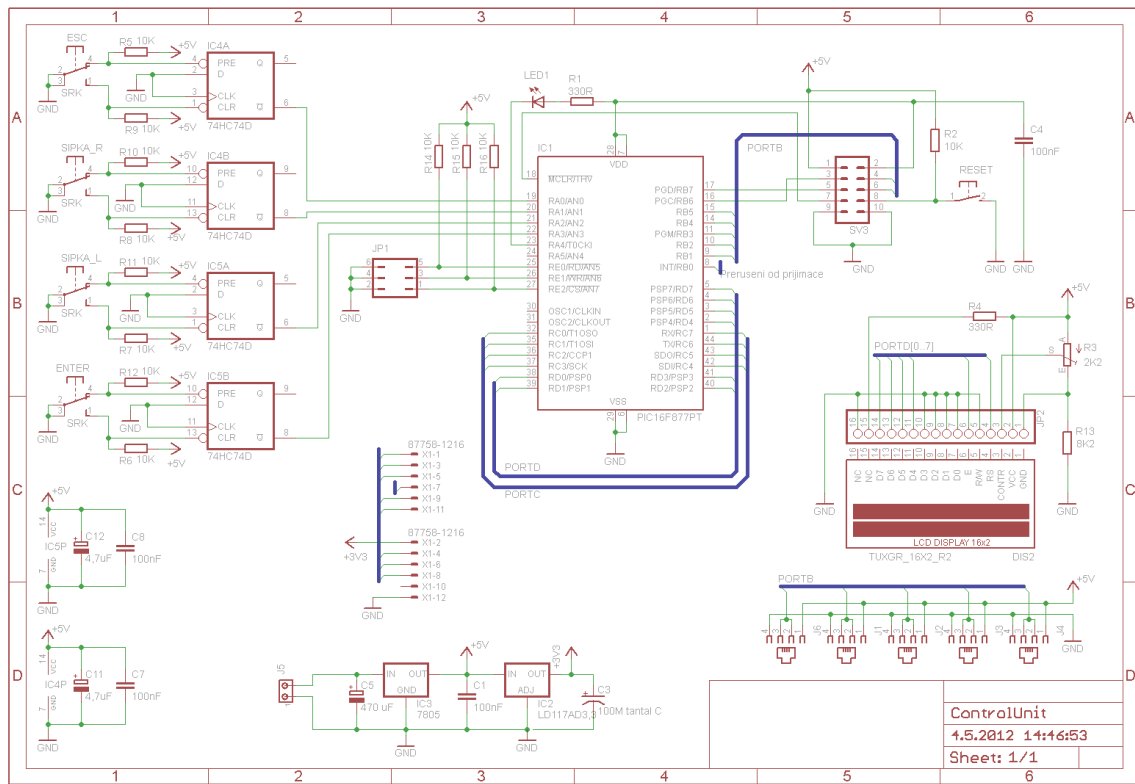 1 2 3 4 5 6
A
B
C
D
ESC
R5 10K
+5V
IC4A
SRK
GND
PRE Q
D
CLK
CLR Q
74HC74D
R9 10K
+5V
SIPKA_R
R10 10K
+5V
IC4B
SRK
GND
PRE Q
D
CLK
CLR Q
74HC74D
R8 10K
+5V
SIPKA_L
R11 10K
+5V
IC5A
SRK
GND
PRE Q
D
CLK
CLR Q
74HC74D
R7 10K
+5V
ENTER
R12 10K
+5V
IC5B
SRK
GND
PRE Q
D
CLK
CLR Q
74HC74D
R6 10K
+5V
LED1
R1
330R
+5V
R14 10K
R15 10K
R16 10K
JP1
GND
IC1
VDD
MCLR/THV
RA0/AN0
RA1/AN1
RA2/AN2
RA3/AN3
RA4/T0CKI
RA5/AN4
RE0/RD/AN5
RE1/WR/AN6
RE2/CS/AN7
OSC1/CLKIN
OSC2/CLKOUT
RC0/T1OSO
RC1/T1OSI
RC2/CCP1
RC3/SCK
RD0/PSP0
RD1/PSP1
PGD/RB7
PGC/RB6
RB5
RB4
PGM/RB3
RB2
RB1
INT/RB0
PSP7/RD7
PSP6/RD6
PSP5/RD5
PSP4/RD4
RX/RC7
TX/RC6
SDO/RC5
SDI/RC4
RD3/PSP3
RD2/PSP2
VSS
PIC16F877PT
GND
PORTB
Preruseni od prijimace
PORTD
PORTC
+5V
SV3
GND
R2
10K
RESET
GND
C4
100nF
GND
+5V
R4
330R
PORTD[0..7]
R3
2K2
JP2
R13
8K2
GND
GND
NC NC D7 D6 D5 D4 D3 D2 D1 D0 E RAW RS CONTR VCC GND
LCD DISPLAY 16x2
TUXGR_16X2_R2
DIS2
87758-1216
X1-1
X1-3
X1-5
X1-7
X1-9
X1-11
87758-1216
X1-2
X1-4
X1-6
X1-8
X1-10
X1-12
+3V3
GND
+5V
VCC
IC5P
GND
C12
4,7uF
C8
100nF
GND
+5V
VCC
IC4P
GND
C11
4,7uF
C7
100nF
GND
J5
C5
470 uF
IN OUT
GND
IC3
7805
GND
+5V
C1
100nF
IN OUT
ADJ
IC2
LD117AD3,3
GND
+3V3
C3
100M tantal C
PORTB
+5V
J6
J1
J2
J3
J4
GND
ControlUnit
4.5.2012 14:46:53
Sheet: 1/1
1 2 3 4 5 6